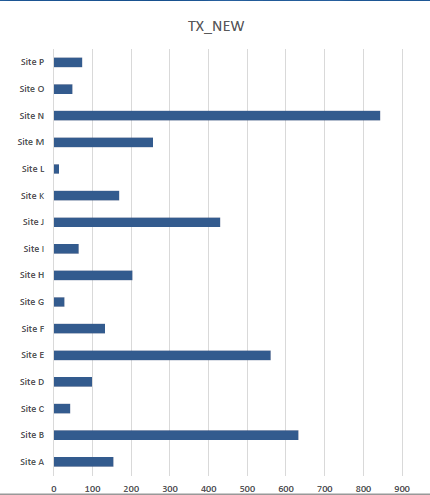 TX_NEW
Site P
Site O
Site N
Site M
Site L
Site K
Site J
Site I
Site H
Site G
Site F
Site E
Site D
Site C
Site B
Site A
0 100 200 300 400 500 600 700 800 900